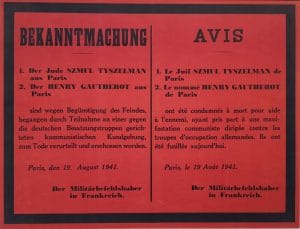 BEKANNTMACHUNG
1. Der Jude SZMUL TYSZELMAN
aus Paris
2. Der HENRY GAUTHEROT aus
Paris
sind wegen Begünstigung des Feindes,
begangen durch Teilnahme an einer gegen
die deutschen Besatzungstruppen gerich-
teten kommunistischen Kundgebung,
zum Tode verurteilt und erschossen worden.
Paris, den 19. August 1941.
Der Militärbefehlshaber
in Frankreich.
AVIS
1. Le Juif SZMUL TYSZELMAN de
Paris
2. Le nommé HENRY GAUTHEROT
de Paris
ont été condamnés à mort pour aide
à l'ennemi, ayant pris part à une mani-
festation communiste dirigée contre les
troupes d'occupation allemandes. Ils ont
été fusillés aujourd'hui.
Paris, le 19 Août 1941.
Der Militärbefehlshaber
in Frankreich.